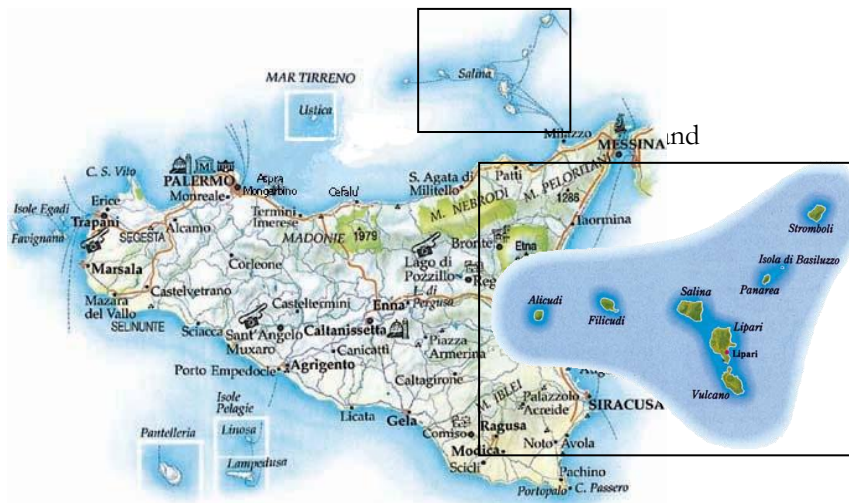 Salina
MAR TIRRENO
Ustica
Milazzo
MESSINA
and
C. S. Vito
PALERMO
Aspra
Mongerbino
Monreale
Cefalu'
S. Agata di
Militello
Patti
M. PELORITANI
M. NEBRODI
1286
Isole Egadi
Favignana
Erice
Trapani
SEGESTA
Alcamo
Termini
Imerese
MADONIE
1979
Taormina
Bronte
Etna
Stromboli
Isola di Basiluzzo
Panarea
Marsala
Corleone
Lago di
Pozzillo
Reg
Salina
Alicudi
Filicudi
Mazara
del Vallo
Castelvetrano
SELINUNTE
Casteltermini
Enna
L. di
Pergusa
Lipari
Lipari
Sciacca
Sant'Angelo
Muxaro
Caltanissetta
Canicattì
Piazza
Armerina
Vulcano
Porto Empedocle
Agrigento
Caltagirone
M. IBLEI
Palazzolo
Acreide
SIRACUSA
Isole
Pelagie
Licata
Gela
Pantelleria
Linosa
Comiso
Ragusa
Noto
Avola
Lampedusa
Modica
Scicli
Pachino
Portopalo
C. Passero